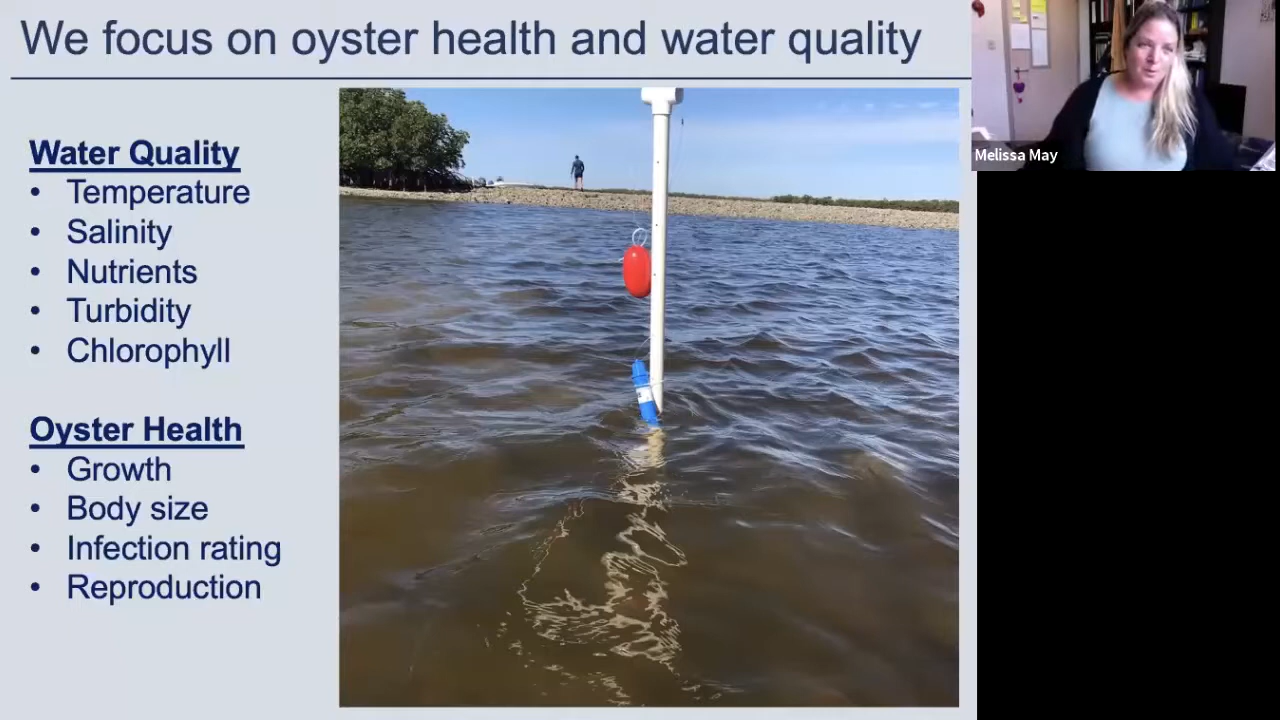 We focus on oyster health and water quality
Water Quality
• Temperature
• Salinity
• Nutrients
• Turbidity
• Chlorophyll
Oyster Health
• Growth
• Body size
• Infection rating
• Reproduction
Melissa May